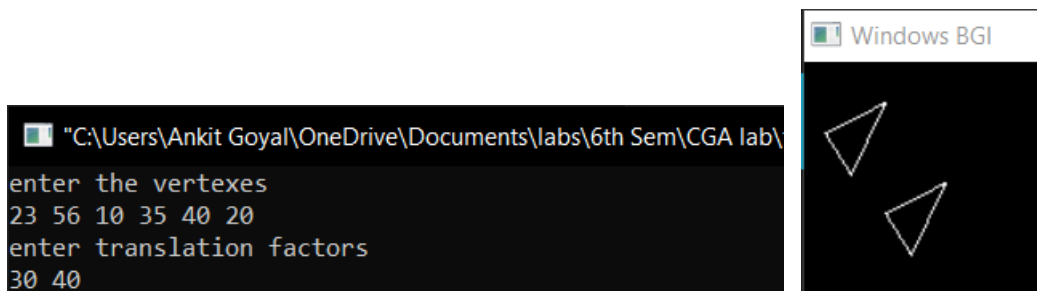 Windows BGI
"C:\Users\Ankit Goyal\OneDrive\Documents\labs\6th Sem\CGA lab\
enter the vertexes
23 56 10 35 40 20
enter translation factors
30 40